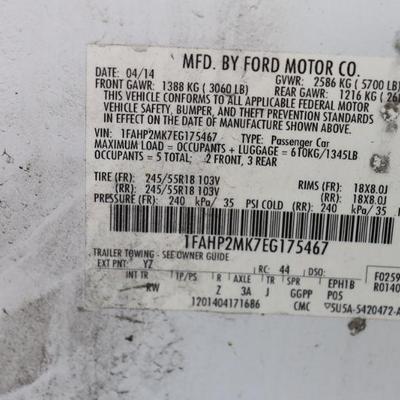 MFD. BY FORD MOTOR CO.
DATE: 04/14 GVWR: 2586 KG ( 5700 LB)
FRONT GAWR: 1388 KG ( 3060 LB) REAR GAWR: 1216 KG
THIS VEHICLE CONFORMS TO ALL APPLICABLE FEDERAL MOTOR
VEHICLE SAFETY, BUMPER, AND THEFT PREVENTION STANDARDS
IN EFFECT ON THE DATE OF MANUFACTURE SHOWN ABOVE.
VIN: 1FAHP2MK7EG175467 TYPE: Passenger Car
MAXIMUM LOAD = OCCUPANTS + LUGGAGE = 610KG/1345LB
OCCUPANTS = 5 TOTAL: 2 FRONT, 3 REAR
TIRE (FR): 245/55R18 103V RIMS (FR): 18X8.0J
(RR): 245/55R18 103V (RR): 18X8.0J
PRESSURE (FR): 240 kPa/ 35 PSI COLD (RR): 240 kPa/ 35
1FAHP2MK7EG175467
TRAILER TOWING - SEE OWNER GUIDE
EXT PNT: YZ RC: 44 DSO: F0259
INT TR TP/PS R AXLE TR SPR EPH1B R0140
RW Z 3A J GGPP P05
1201404171686 CMC ▽5U5A-5420472-A